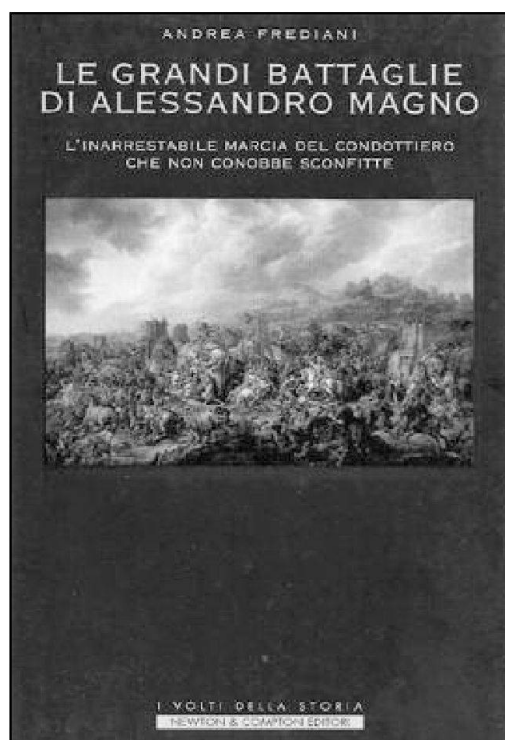 ANDREA FREDIANI
LE GRANDI BATTAGLIE
DI ALESSANDRO MAGNO
L'INARRESTABILE MARCIA DEL CONDOTTIERO
CHE NON CONOBBE SCONFITTE
I VOLTI DELLA STORIA
NEWTON & COMPTON EDITORI